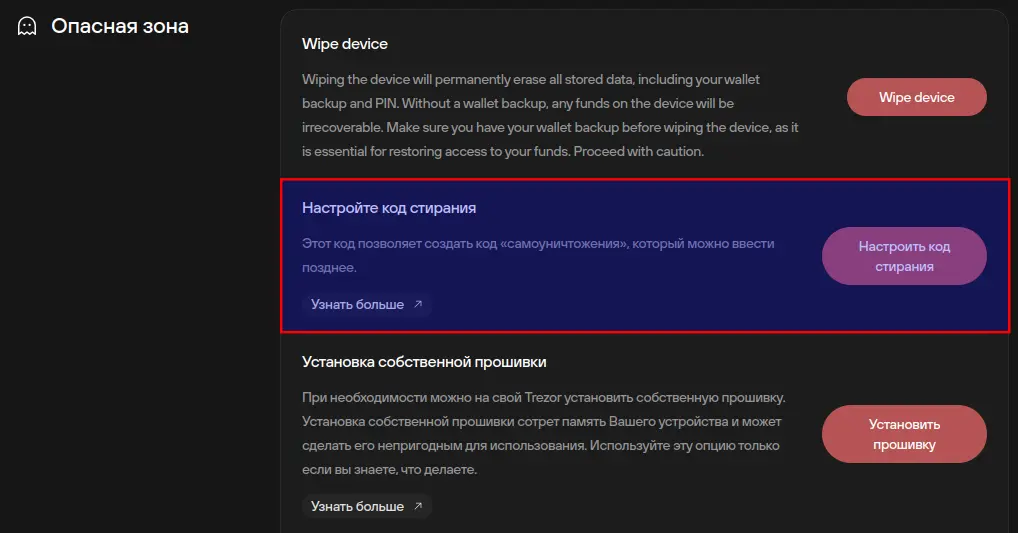 Опасная зона
Wipe device
Wiping the device will permanently erase all stored data, including your wallet
backup and PIN. Without a wallet backup, any funds on the device will be
irrecoverable. Make sure you have your wallet backup before wiping the device, as it
is essential for restoring access to your funds. Proceed with caution.
Wipe device
Настройте код стирания
Этот код позволяет создать код «самоуничтожения», который можно ввести
позднее.
Узнать больше
Настроить код
стирания
Установка собственной прошивки
При необходимости можно на свой Trezor установить собственную прошивку.
Установка собственной прошивки сотрет память Вашего устройства и может
сделать его непригодным для использования. Используйте эту опцию только
если вы знаете, что делаете.
Узнать больше
Установить
прошивку